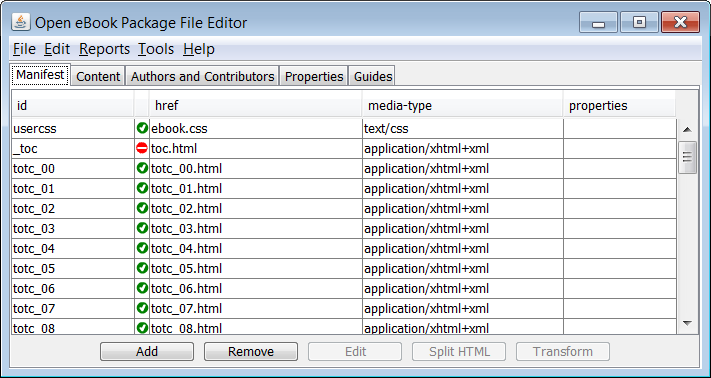 Open eBook Package File Editor
File Edit Reports Tools Help
Manifest Content Authors and Contributors Properties Guides
id href media-type properties
usercss ebook.css text/css
_toc toc.html application/xhtml+xml
totc_00 totc_00.html application/xhtml+xml
totc_01 totc_01.html application/xhtml+xml
totc_02 totc_02.html application/xhtml+xml
totc_03 totc_03.html application/xhtml+xml
totc_04 totc_04.html application/xhtml+xml
totc_05 totc_05.html application/xhtml+xml
totc_06 totc_06.html application/xhtml+xml
totc_07 totc_07.html application/xhtml+xml
totc_08 totc_08.html application/xhtml+xml
Add Remove Edit Split HTML Transform